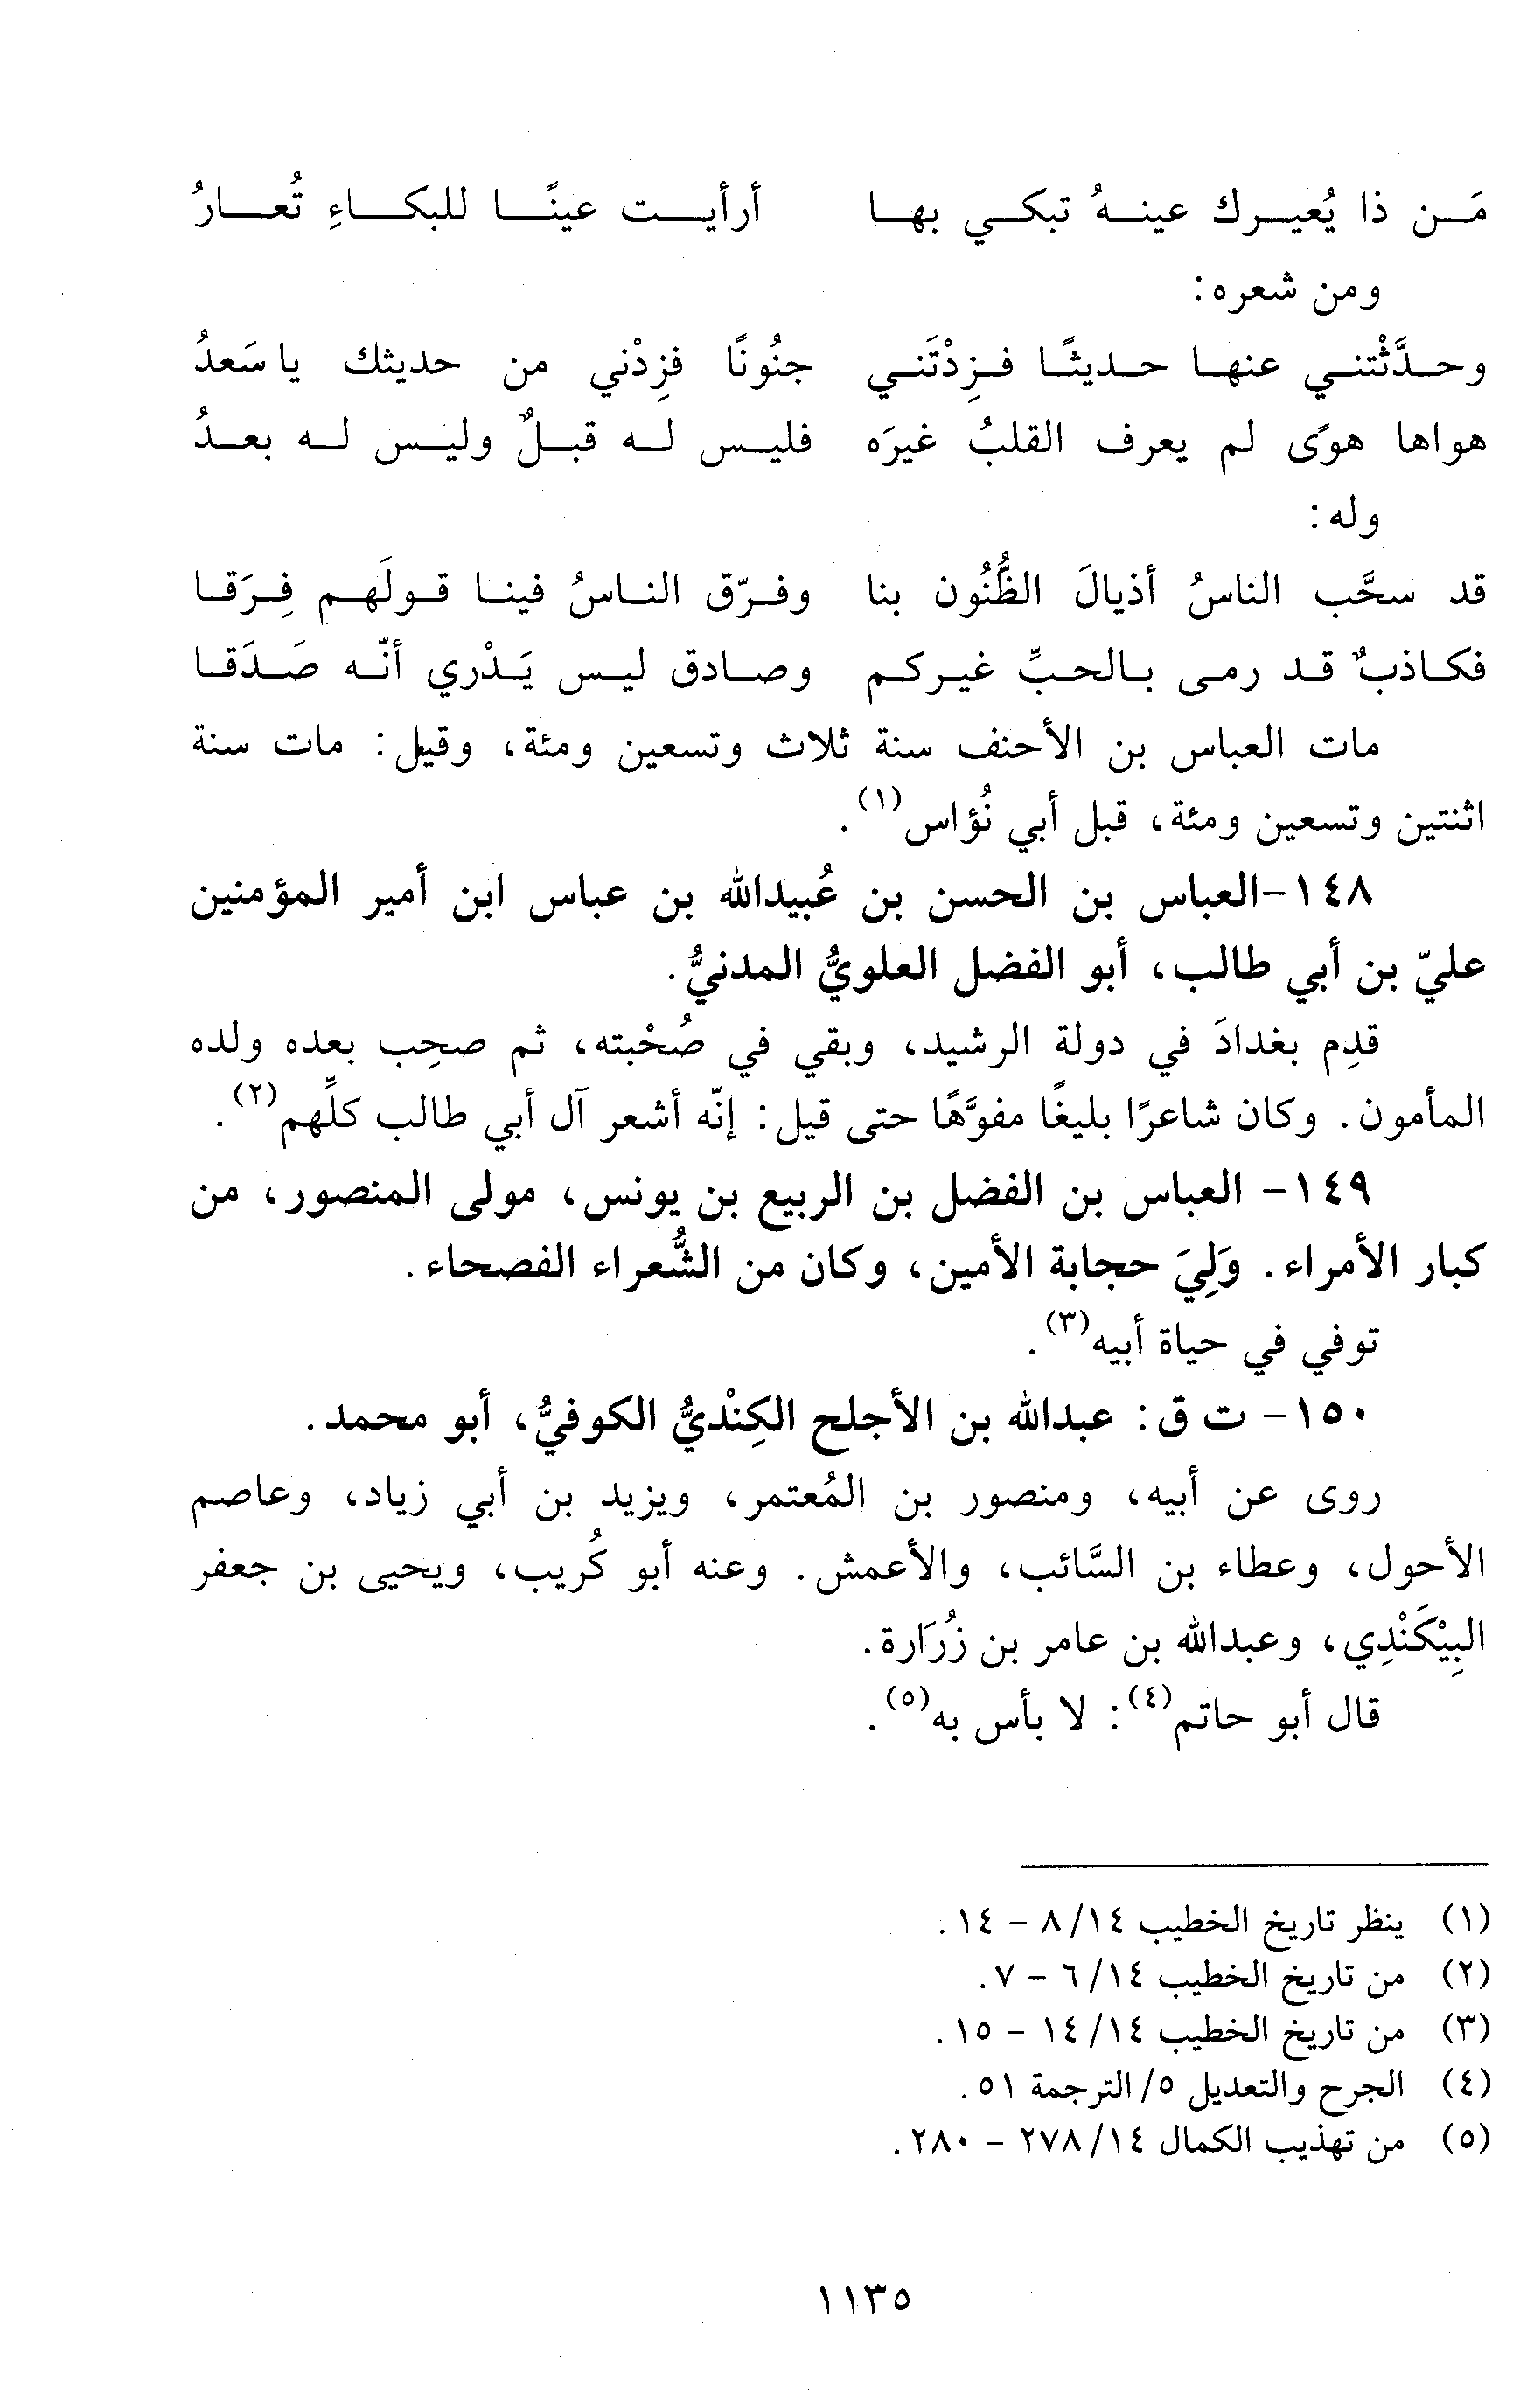 مَن ذا يُعيرك عينهُ تبكي بها أرأيت عينًا للبكاءِ تُعارُ
ومن شعره:
وحدَّثْتني عنها حديثًا فزِدْتَني جنُونًا فزِدْني من حديثك يا سَعدُ
هواها هوًى لم يعرف القلبُ غيرَه فليس له قبلٌ وليس له بعدُ
وله:
قد سحَّب الناسُ أذيالَ الظُّنُون بنا وفرّق الناسُ فينا قولَهم فِرَقا
فكاذبٌ قد رمى بالحبِّ غيركم وصادق ليس يَدْري أنّه صَدَقا
مات العباس بن الأحنف سنة ثلاث وتسعين ومئة، وقيل: مات سنة
اثنتين وتسعين ومئة، قبل أبي نُؤاس(١).
١٤٨-العباس بن الحسن بن عُبيدالله بن عباس ابن أمير المؤمنين
عليّ بن أبي طالب، أبو الفضل العلويُّ المدنيُّ.
قدِم بغدادَ في دولة الرشيد، وبقي في صُحْبته، ثم صحِب بعده ولده
المأمون. وكان شاعرًا بليغًا مفوَّهًا حتى قيل: إنّه أشعر آل أبي طالب كلِّهم(٢).
١٤٩- العباس بن الفضل بن الربيع بن يونس، مولى المنصور، من
كبار الأمراء. وَلِيَ حجابة الأمين، وكان من الشُّعراء الفصحاء.
توفي في حياة أبيه(٣).
١٥٠- ت ق: عبدالله بن الأجلح الكِنْديُّ الكوفيُّ، أبو محمد.
روى عن أبيه، ومنصور بن المُعتمر، ويزيد بن أبي زياد، وعاصم
الأحول، وعطاء بن السَّائب، والأعمش. وعنه أبو كُريب، ويحيى بن جعفر
البِيْكَنْدِي، وعبدالله بن عامر بن زُرَارة.
قال أبو حاتم(٤): لا بأس به(٥).
(١) ينظر تاريخ الخطيب ١٤/ ٨ - ١٤.
(٢) من تاريخ الخطيب ١٤/ ٦ - ٧.
(٣) من تاريخ الخطيب ١٤/ ١٤ - ١٥.
(٤) الجرح والتعديل ٥/ الترجمة ٥١.
(٥) من تهذيب الكمال ١٤/ ٢٧٨ - ٢٨٠.
١١٣٥